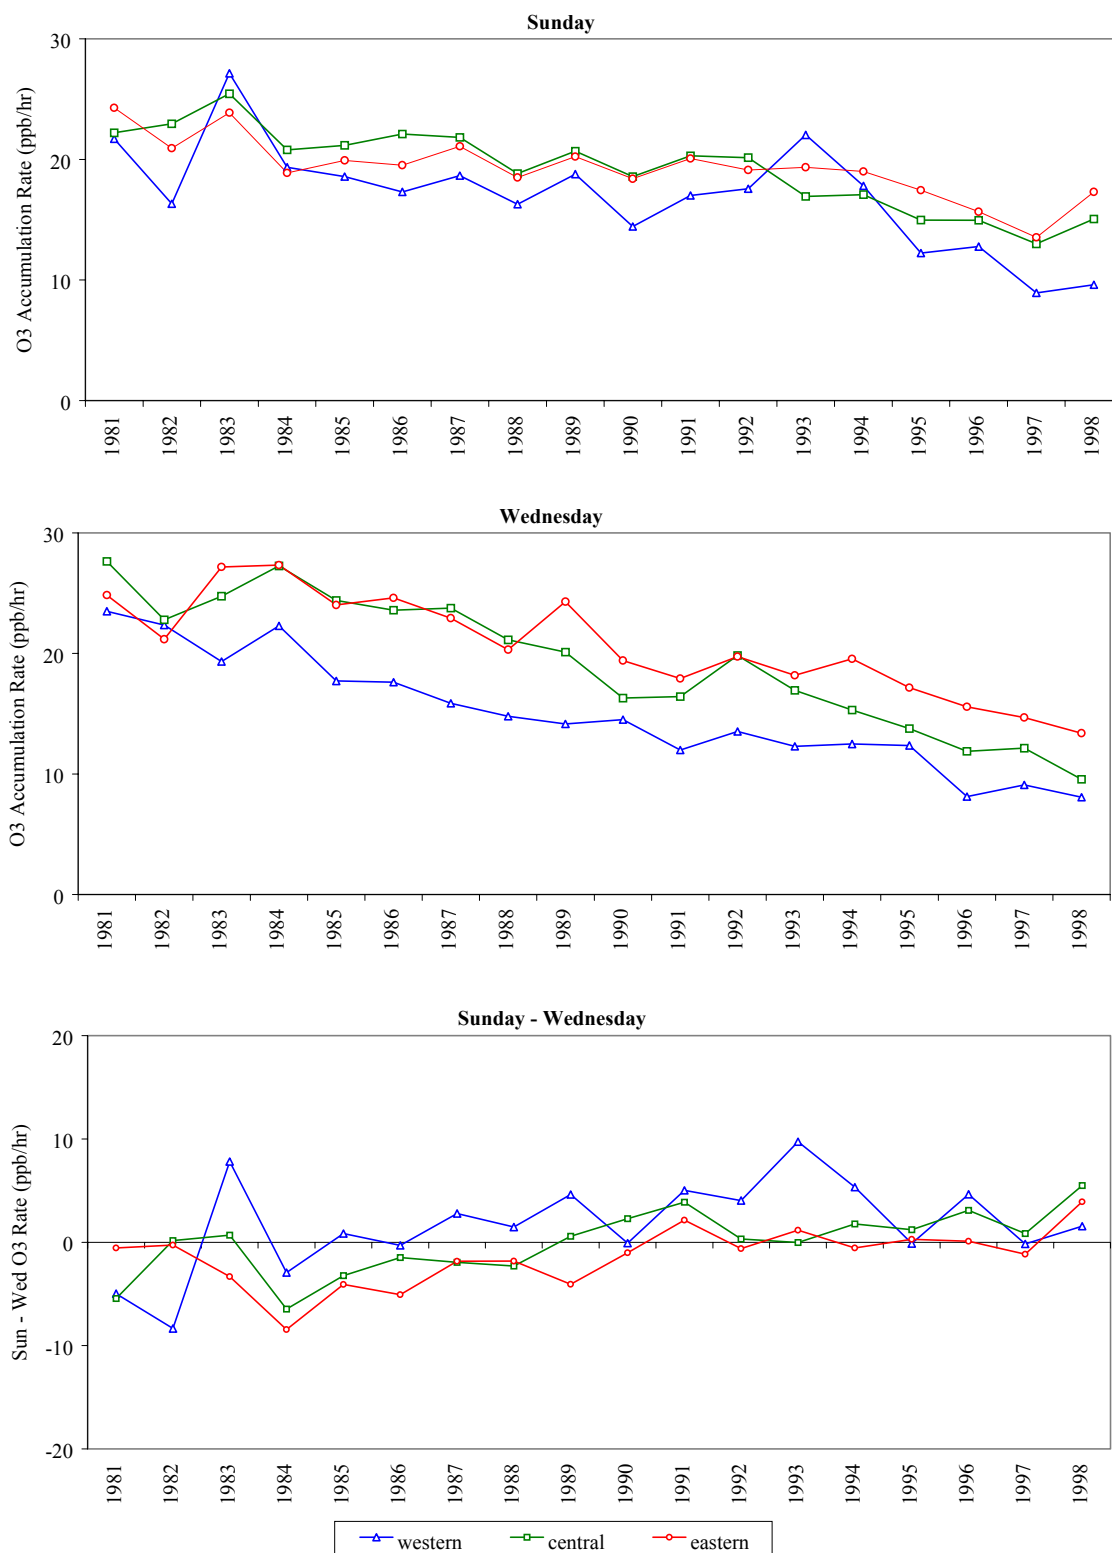 Sunday
O3 Accumulation Rate (ppb/hr)
30
20
10
0
1981 1982 1983 1984 1985 1986 1987 1988 1989 1990 1991 1992 1993 1994 1995 1996 1997 1998
Wednesday
O3 Accumulation Rate (ppb/hr)
30
20
10
0
1981 1982 1983 1984 1985 1986 1987 1988 1989 1990 1991 1992 1993 1994 1995 1996 1997 1998
Sunday - Wednesday
Sun - Wed O3 Rate (ppb/hr)
20
10
0
-10
-20
1981 1982 1983 1984 1985 1986 1987 1988 1989 1990 1991 1992 1993 1994 1995 1996 1997 1998
western central eastern